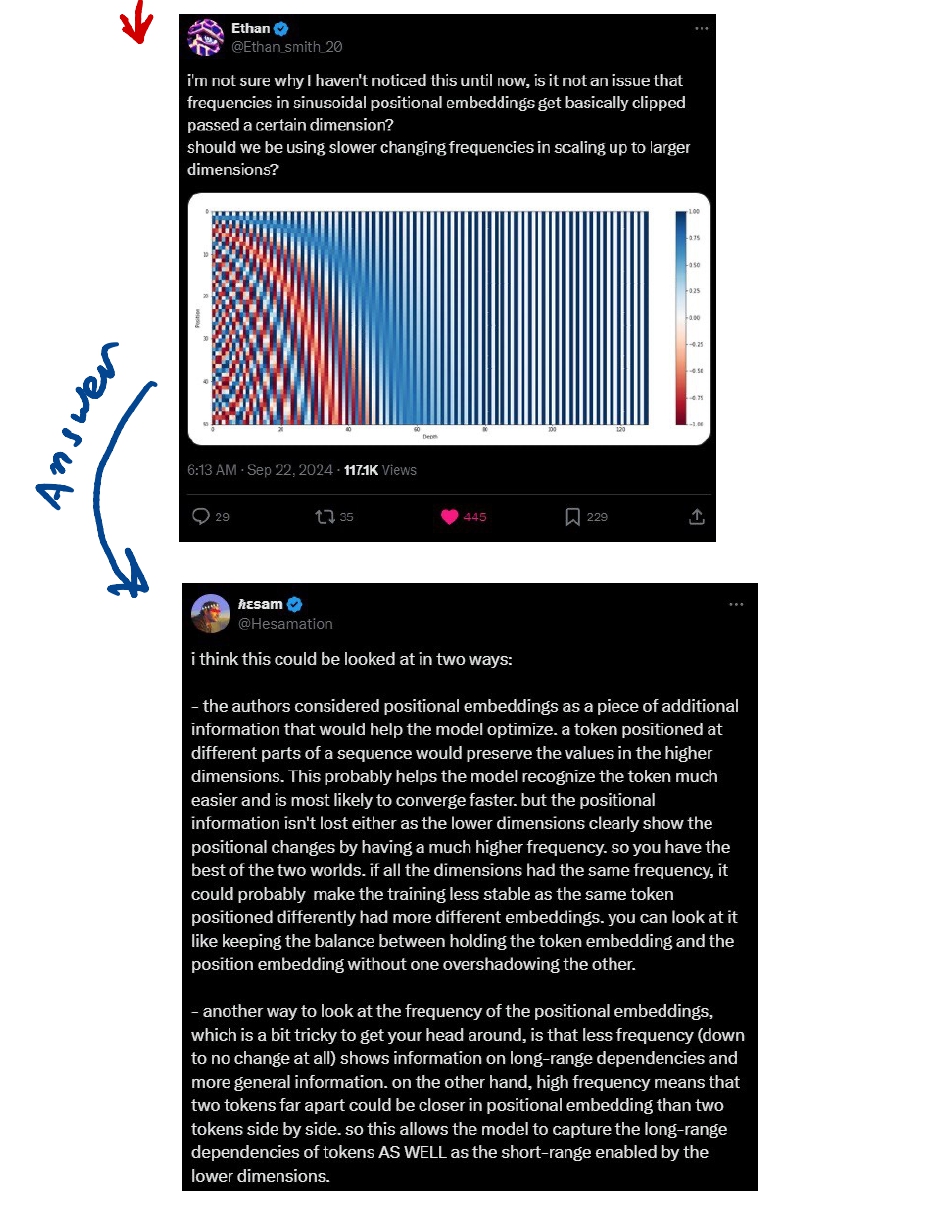 Ethan
@Ethan_smith_20
i'm not sure why I haven't noticed this until now, is it not an issue that
frequencies in sinusoidal positional embeddings get basically clipped
passed a certain dimension?
should we be using slower changing frequencies in scaling up to larger
dimensions?
0
10
20
30
40
50
Position
0
20
40
60
80
100
120
Depth
1.00
0.75
0.50
0.25
0.00
-0.25
-0.50
-0.75
-1.00
6:13 AM · Sep 22, 2024 · 117.1K Views
29
35
445
229
Answer
ℏεsam
@Hesamation
i think this could be looked at in two ways:
- the authors considered positional embeddings as a piece of additional
information that would help the model optimize. a token positioned at
different parts of a sequence would preserve the values in the higher
dimensions. This probably helps the model recognize the token much
easier and is most likely to converge faster. but the positional
information isn't lost either as the lower dimensions clearly show the
positional changes by having a much higher frequency. so you have the
best of the two worlds. if all the dimensions had the same frequency, it
could probably  make the training less stable as the same token
positioned differently had more different embeddings. you can look at it
like keeping the balance between holding the token embedding and the
position embedding without one overshadowing the other.
- another way to look at the frequency of the positional embeddings,
which is a bit tricky to get your head around, is that less frequency (down
to no change at all) shows information on long-range dependencies and
more general information. on the other hand, high frequency means that
two tokens far apart could be closer in positional embedding than two
tokens side by side. so this allows the model to capture the long-range
dependencies of tokens AS WELL as the short-range enabled by the
lower dimensions.